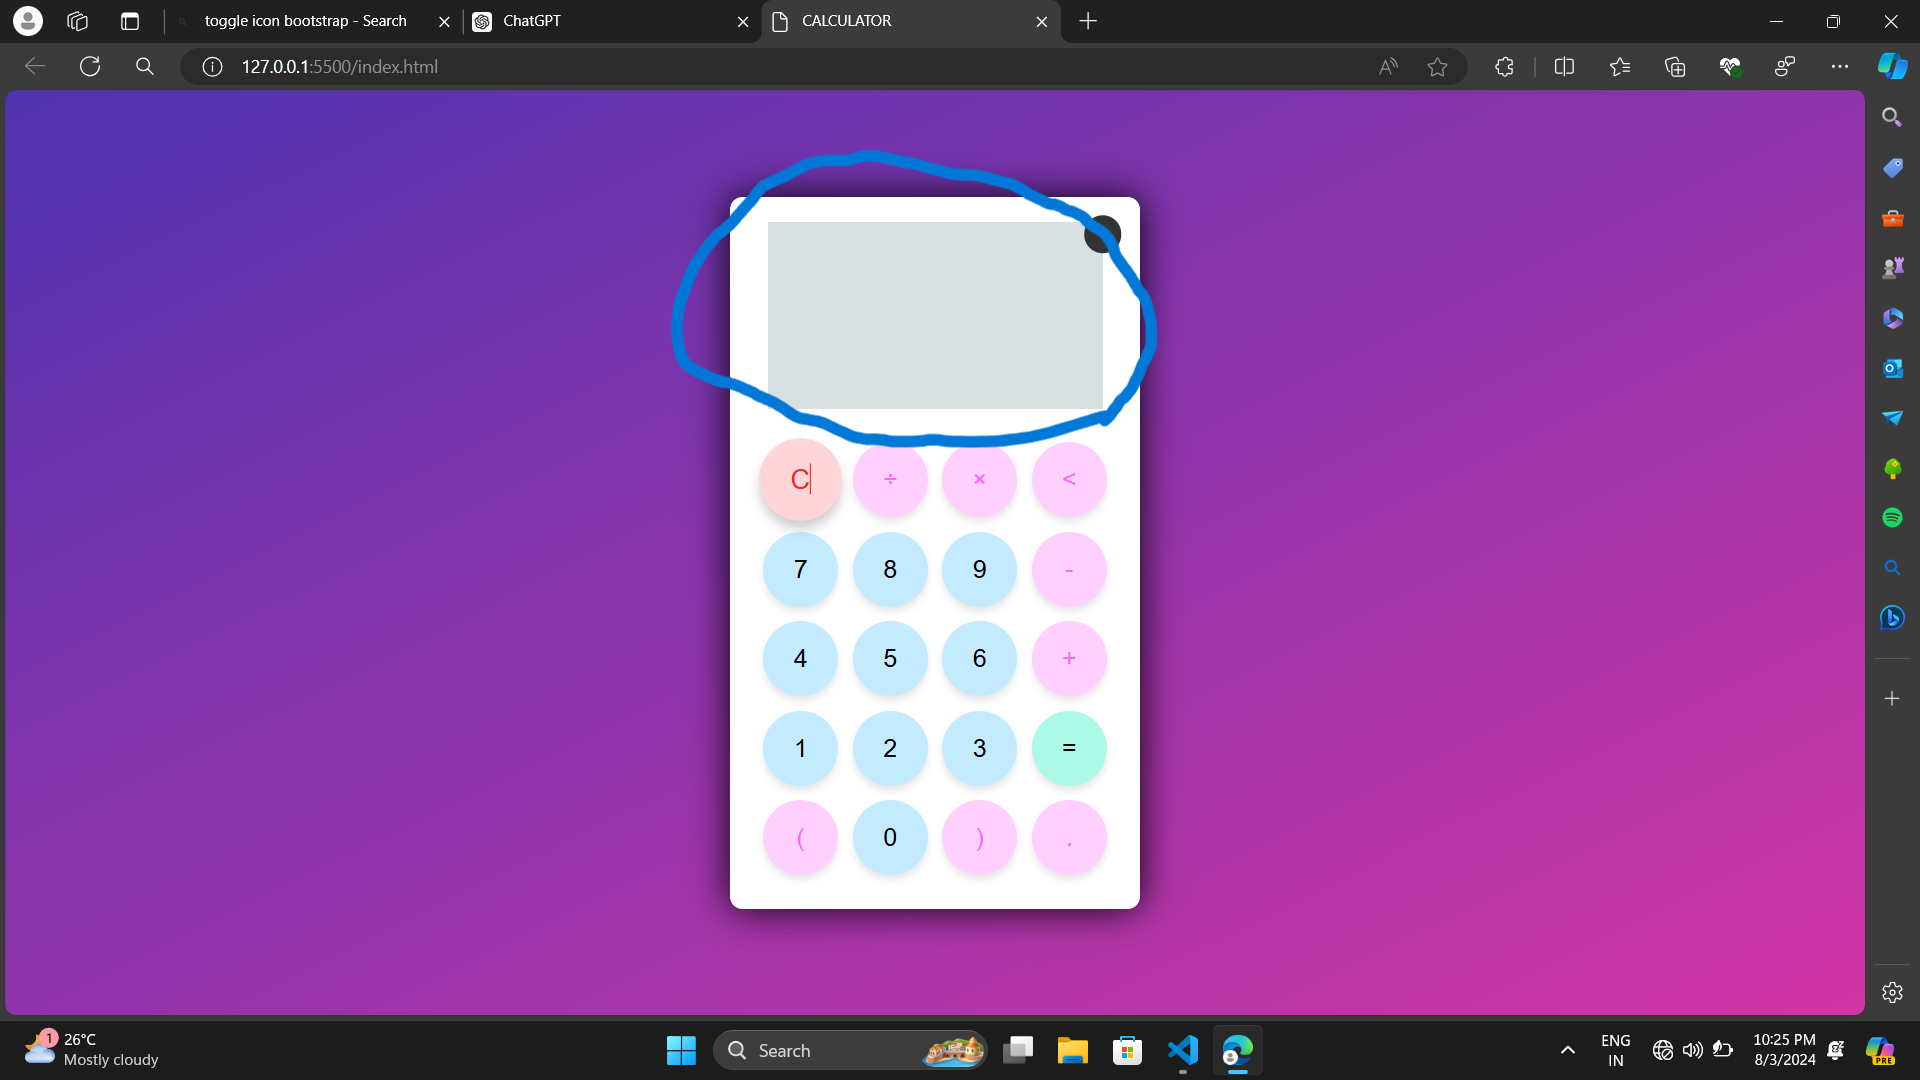 toggle icon bootstrap - Search
ChatGPT
CALCULATOR
127.0.0.1:5500/index.html
C ÷ × <
7 8 9 -
4 5 6 +
1 2 3 =
( 0 ) .
1
26°C
Mostly cloudy
Search
PRE
ENG
IN
10:25 PM
8/3/2024